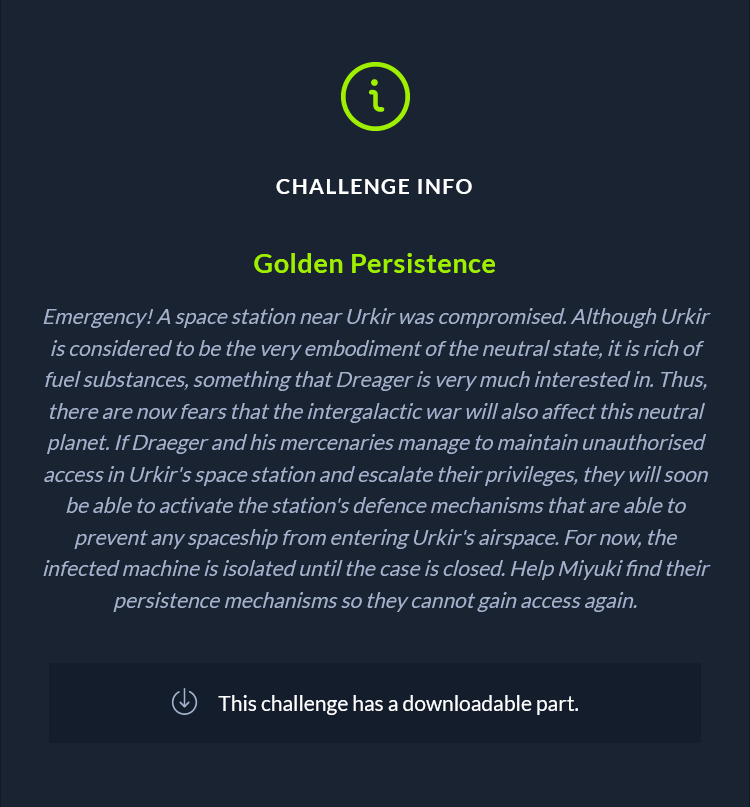 CHALLENGE INFO
Golden Persistence
Emergency! A space station near Urkir was compromised. Although Urkir
is considered to be the very embodiment of the neutral state, it is rich of
fuel substances, something that Dreager is very much interested in. Thus,
there are now fears that the intergalactic war will also affect this neutral
planet. If Draeger and his mercenaries manage to maintain unauthorised
access in Urkir's space station and escalate their privileges, they will soon
be able to activate the station's defence mechanisms that are able to
prevent any spaceship from entering Urkir's airspace. For now, the
infected machine is isolated until the case is closed. Help Miyuki find their
persistence mechanisms so they cannot gain access again.
This challenge has a downloadable part.